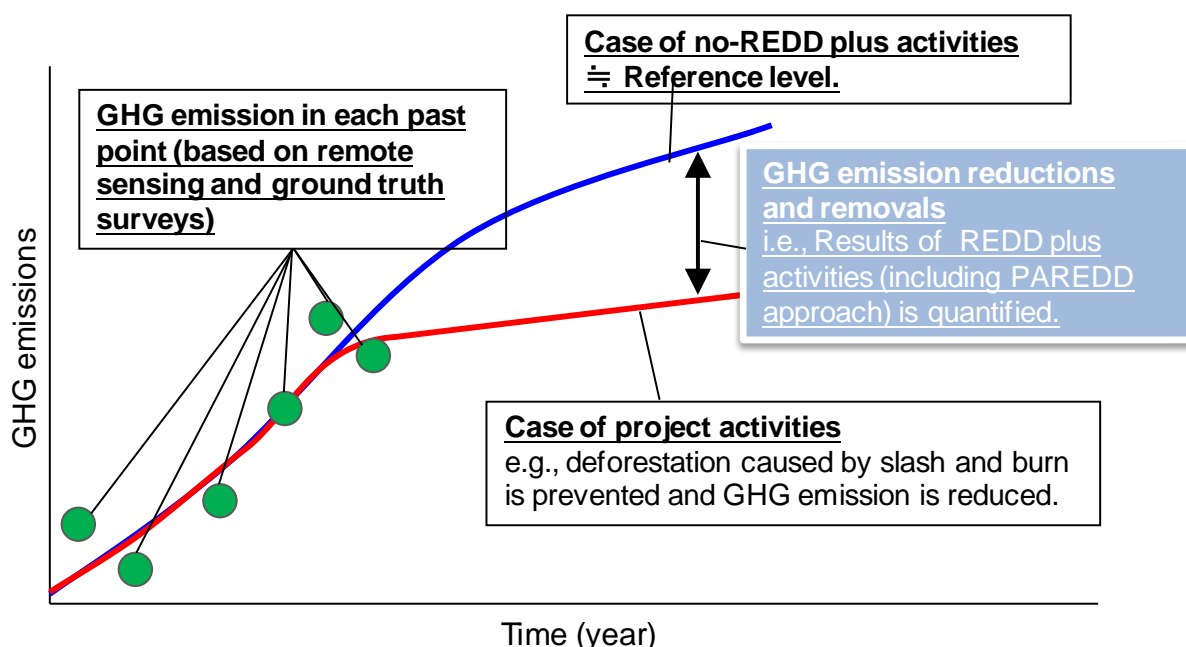 Case of no-REDD plus activities
≒ Reference level.
GHG emission in each past
point (based on remote
sensing and ground truth
surveys)
GHG emission reductions
and removals
i.e., Results of REDD plus
activities (including PAREDD
approach) is quantified.
GHG emissions
Case of project activities
e.g., deforestation caused by slash and burn
is prevented and GHG emission is reduced.
Time (year)